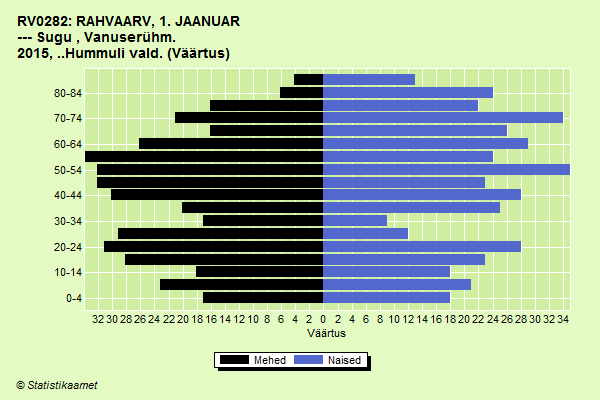 RV0282: RAHVAARV, 1. JAANUAR
--- Sugu , Vanuserühm.
2015, ..Hummuli vald. (Väärtus)
80-84
70-74
60-64
50-54
40-44
30-34
20-24
10-14
0-4
32 30 28 26 24 22 20 18 16 14 12 10 8 6 4 2 0 2 4 6 8 10 12 14 16 18 20 22 24 26 28 30 32 34
Väärtus
Mehed Naised
© Statistikaamet